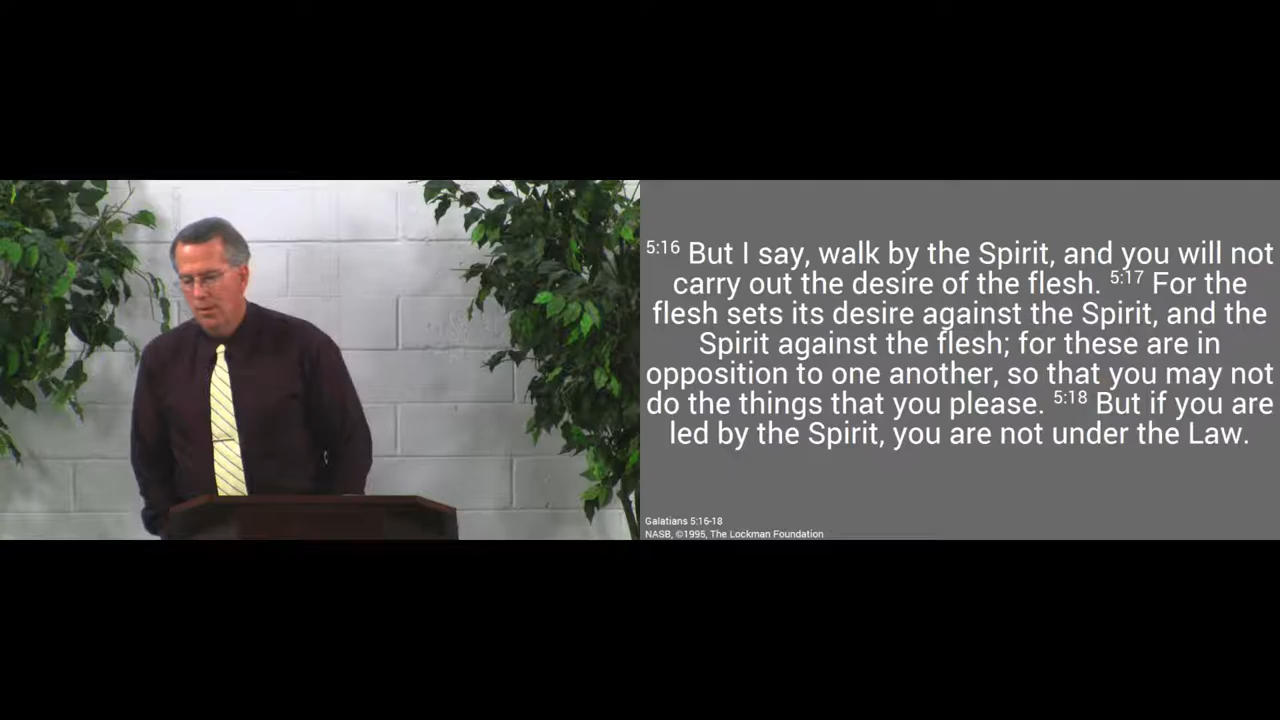 5:16 But I say, walk by the Spirit, and you will not
carry out the desire of the flesh. 5:17 For the
flesh sets its desire against the Spirit, and the
Spirit against the flesh; for these are in
opposition to one another, so that you may not
do the things that you please. 5:18 But if you are
led by the Spirit, you are not under the Law.
Galatians 5:16-18
NASB, ©1995, The Lockman Foundation